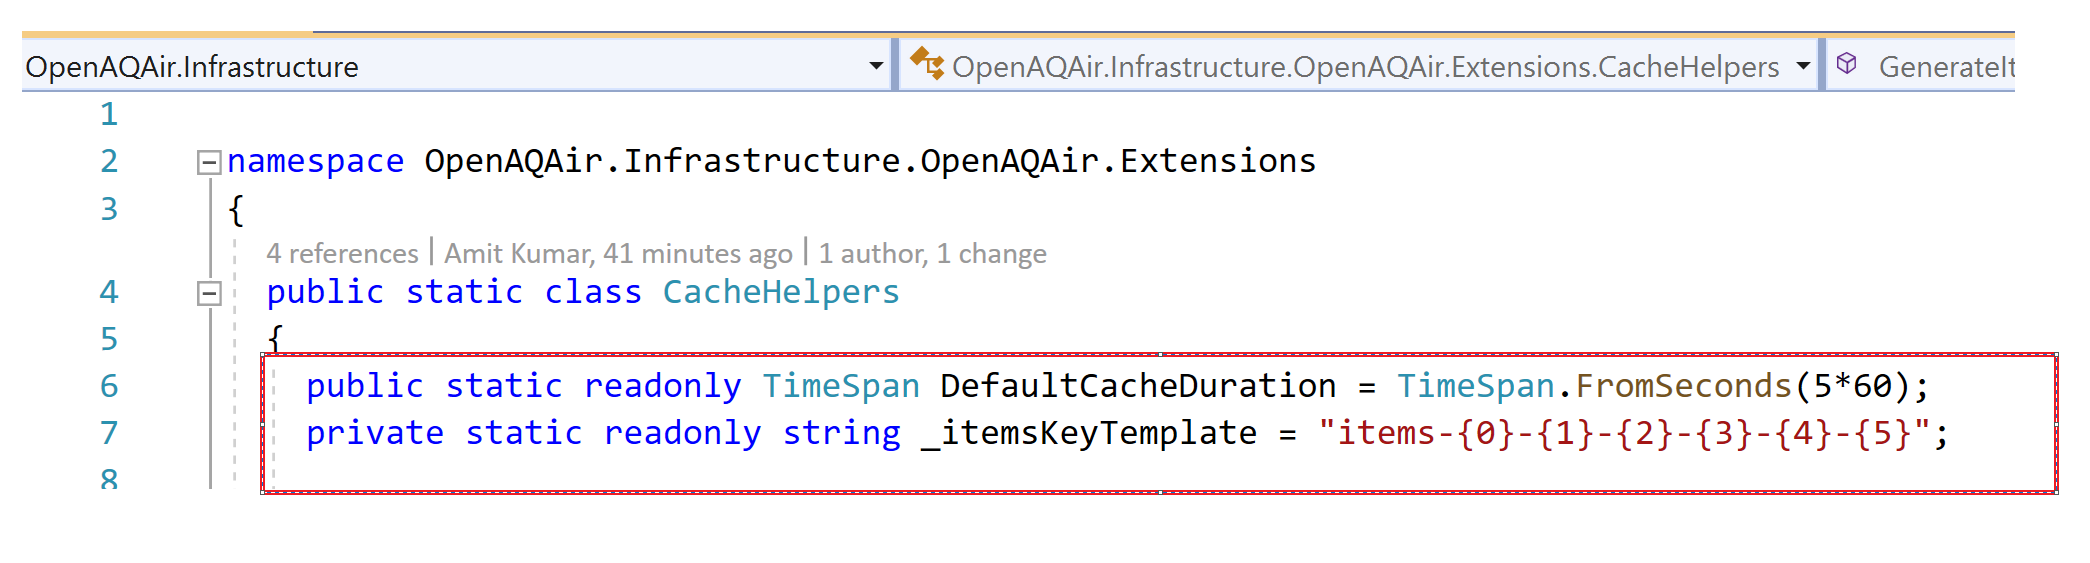 OpenAQAir.Infrastructure OpenAQAir.Infrastructure.OpenAQAir.Extensions.CacheHelpers GenerateIt
1
2 namespace OpenAQAir.Infrastructure.OpenAQAir.Extensions
3 {
4 references | Amit Kumar, 41 minutes ago | 1 author, 1 change
4 public static class CacheHelpers
5 {
6 public static readonly TimeSpan DefaultCacheDuration = TimeSpan.FromSeconds(5*60);
7 private static readonly string _itemsKeyTemplate = "items-{0}-{1}-{2}-{3}-{4}-{5}";
8